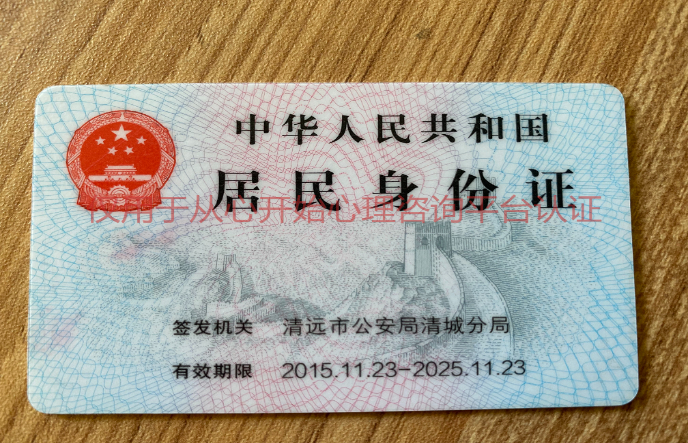 中华人民共和国
居民身份证
仅用于从心开始心理咨询平台认证
签发机关 清远市公安局清城分局
有效期限 2015.11.23-2025.11.23